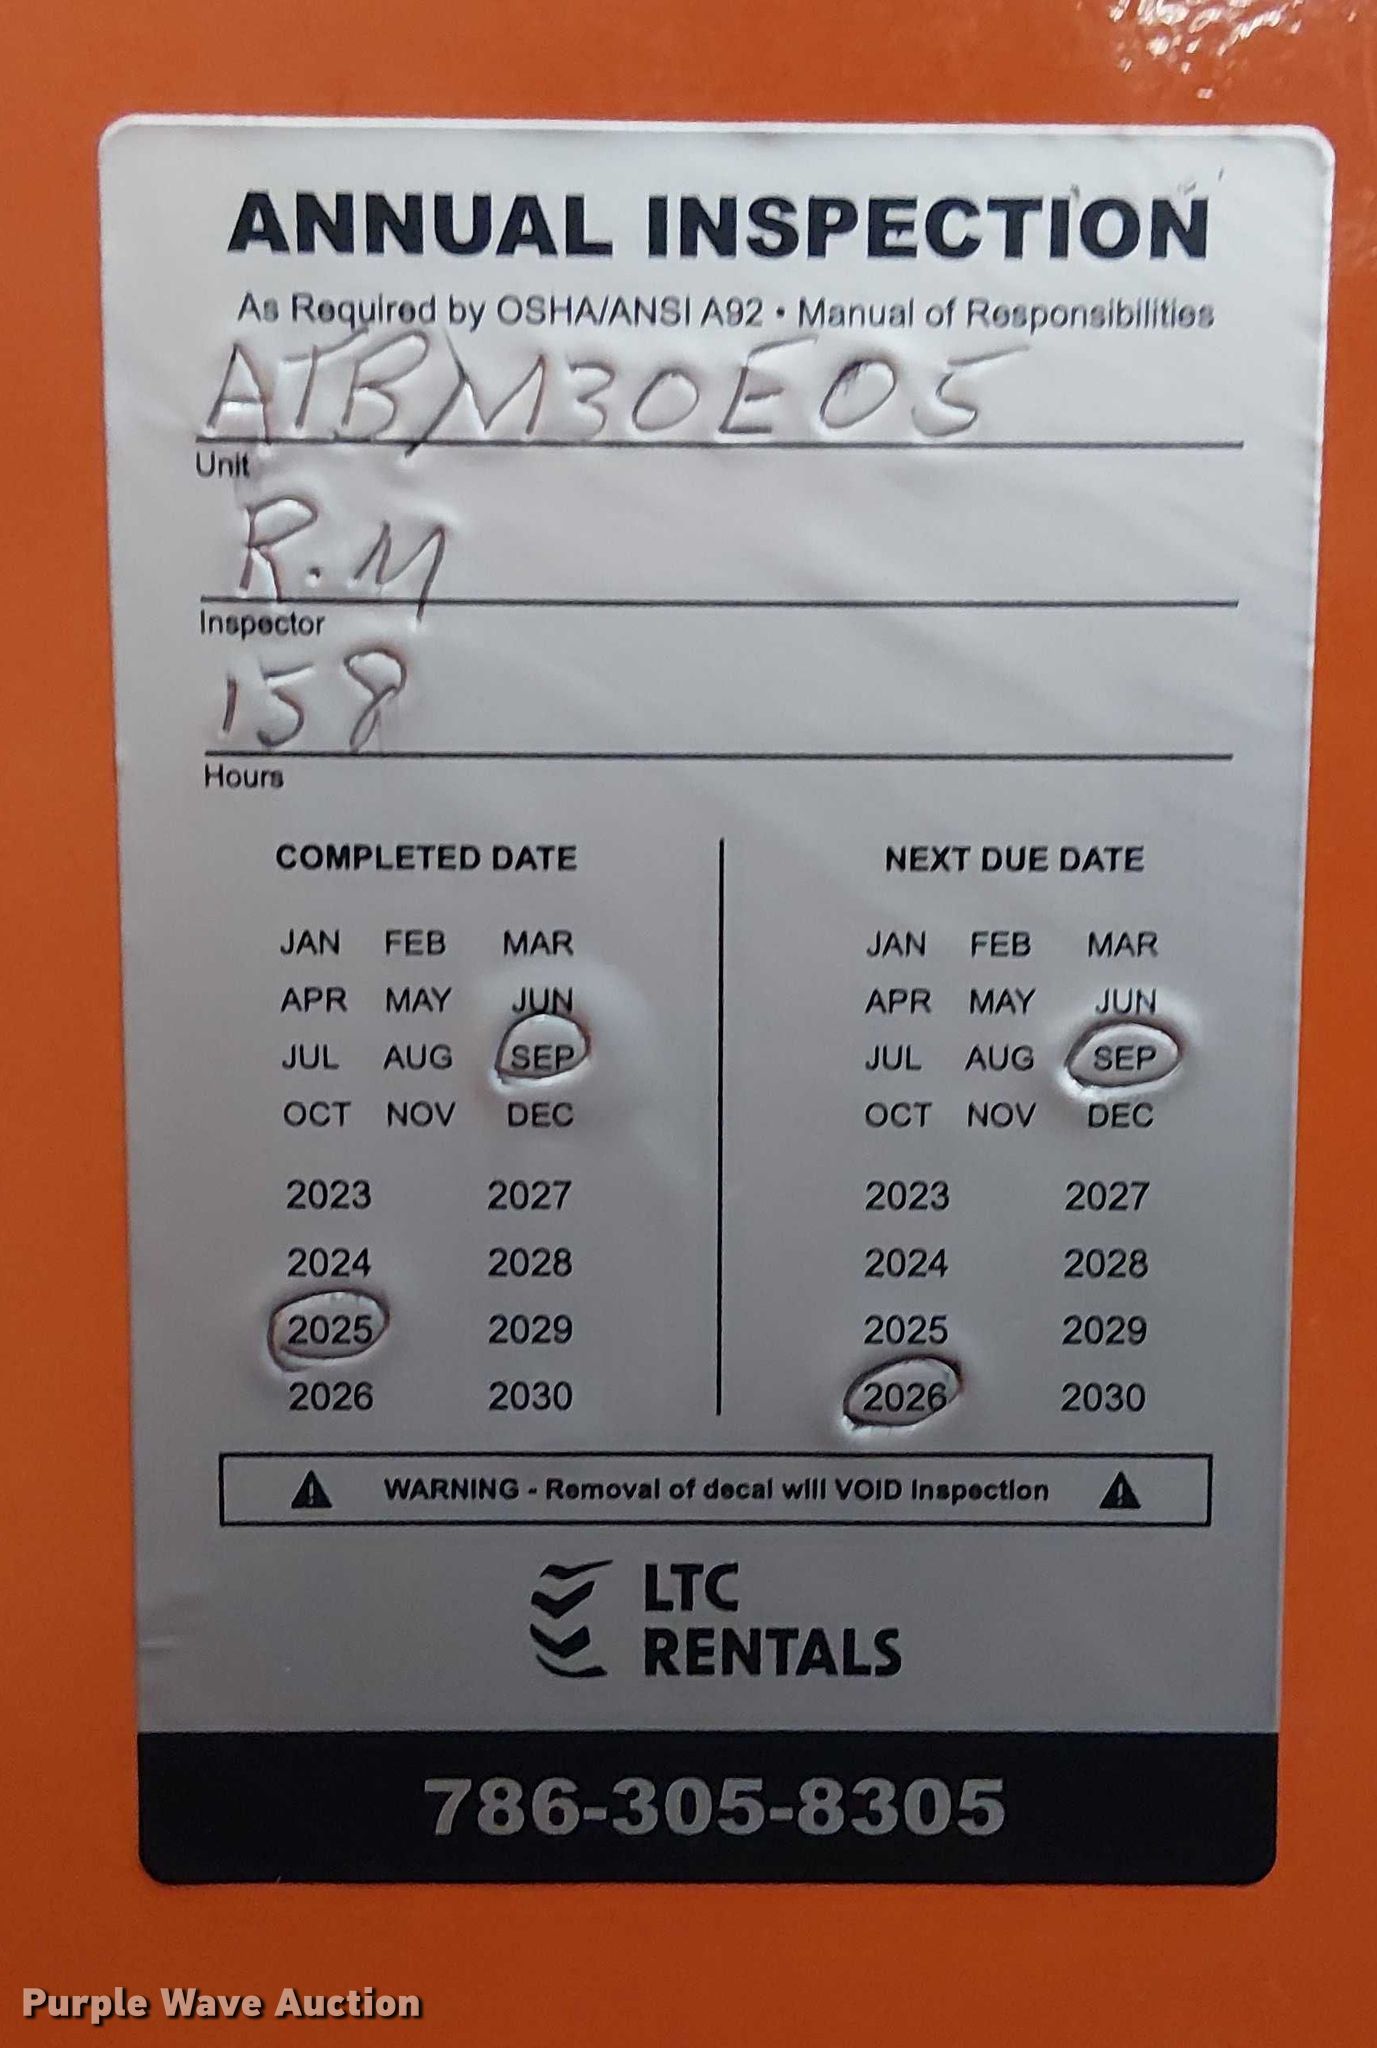 ANNUAL INSPECTION
As Required by OSHA/ANSI A92 • Manual of Responsibilities
ATBM30E05
Unit
R.M
Inspector
158
Hours
COMPLETED DATE
JAN FEB MAR
APR MAY JUN
JUL AUG SEP
OCT NOV DEC
2023 2027
2024 2028
2025 2029
2026 2030
NEXT DUE DATE
JAN FEB MAR
APR MAY JUN
JUL AUG SEP
OCT NOV DEC
2023 2027
2024 2028
2025 2029
2026 2030
WARNING - Removal of decal will VOID Inspection
LTC
RENTALS
786-305-8305
Purple Wave Auction